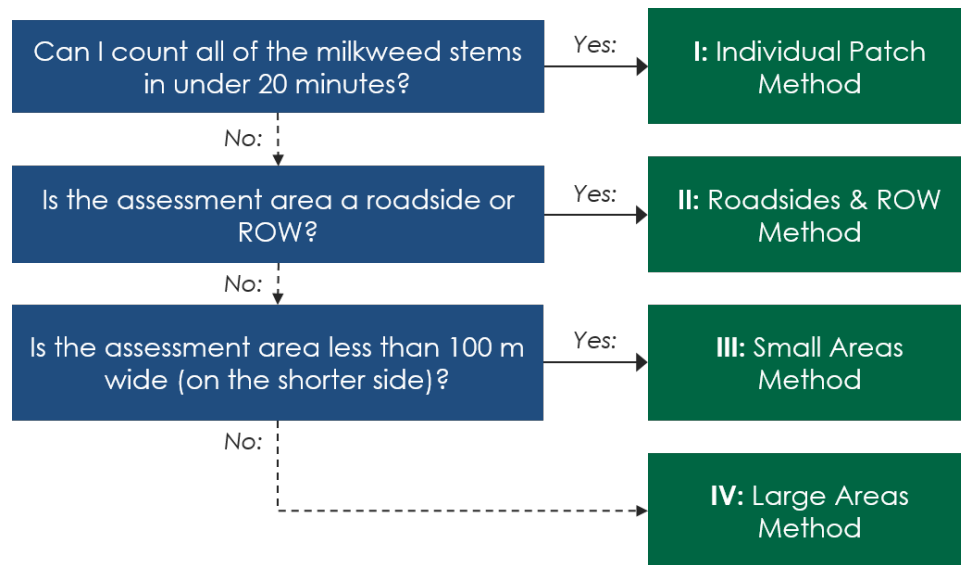 Can I count all of the milkweed stems
in under 20 minutes?
Yes:
I: Individual Patch
Method
No:
Is the assessment area a roadside or
ROW?
Yes:
II: Roadsides & ROW
Method
No:
Is the assessment area less than 100 m
wide (on the shorter side)?
Yes:
III: Small Areas
Method
No:
IV: Large Areas
Method